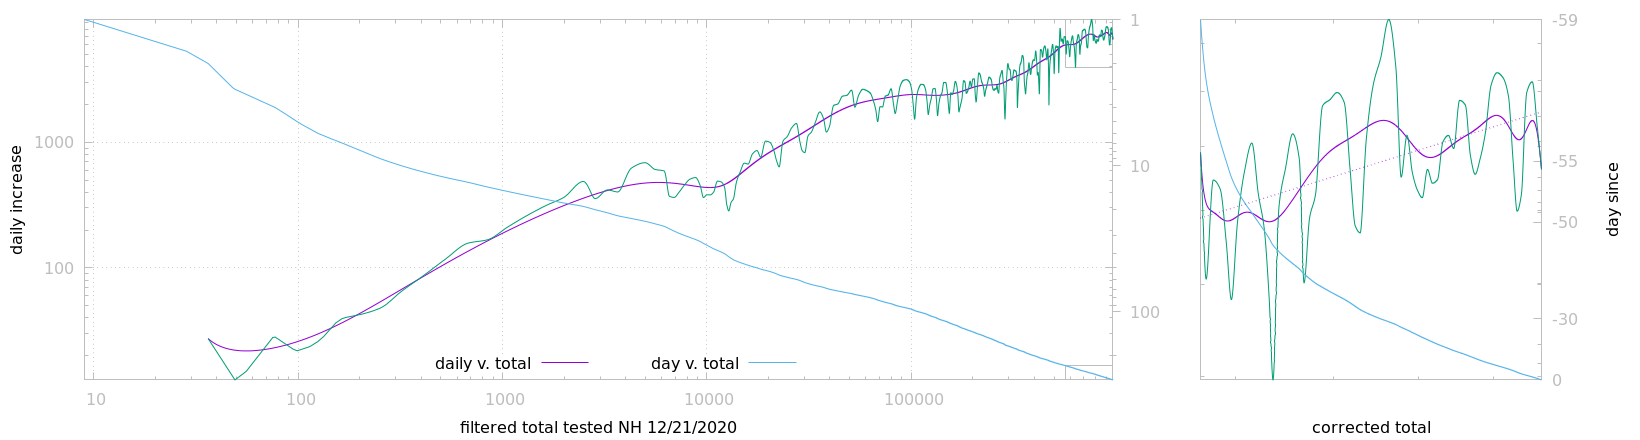 daily increase
1000
100
daily v. total
day v. total
10
100
1000
10000
100000
filtered total tested NH 12/21/2020
1
10
100
-59
-55
-50
-30
0
day since
corrected total